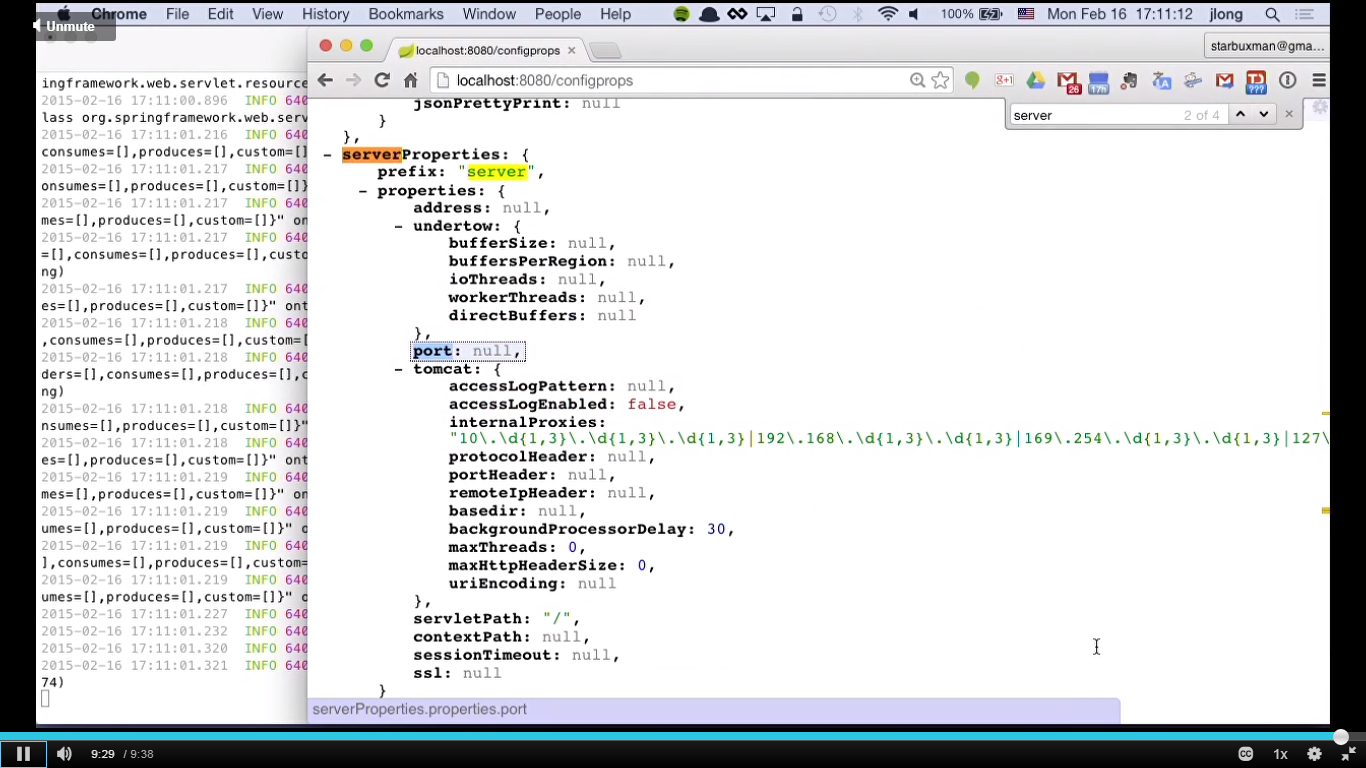 Chrome File Edit View History Bookmarks Window People Help 100% Mon Feb 16 17:11:12 jlong
Unmute
localhost:8080/configprops
starbuxman@gma...
localhost:8080/configprops
26
17h
???
server 2 of 4
ingframework.web.servlet.resource
2015-02-16 17:11:00.896 INFO 640
lass org.springframework.web.serv
2015-02-16 17:11:01.216 INFO 640
consumes=[],produces=[],custom=[]}
2015-02-16 17:11:01.217 INFO 640
onsumes=[],produces=[],custom=[]}
2015-02-16 17:11:01.217 INFO 640
mes=[],produces=[],custom=[]}" on
2015-02-16 17:11:01.217 INFO 640
=[],consumes=[],produces=[],cust
ng)
2015-02-16 17:11:01.217 INFO 640
es=[],produces=[],custom=[]}" ont
2015-02-16 17:11:01.218 INFO 640
,consumes=[],produces=[],custom=[
2015-02-16 17:11:01.218 INFO 640
ders=[],consumes=[],produces=[],c
ng)
2015-02-16 17:11:01.218 INFO 640
nsumes=[],produces=[],custom=[]}"
2015-02-16 17:11:01.218 INFO 640
es=[],produces=[],custom=[]}" ont
2015-02-16 17:11:01.219 INFO 640
mes=[],produces=[],custom=[]}" on
2015-02-16 17:11:01.219 INFO 640
umes=[],produces=[],custom=[]}" o
2015-02-16 17:11:01.219 INFO 640
],consumes=[],produces=[],custom=
2015-02-16 17:11:01.219 INFO 640
umes=[],produces=[],custom=[]}" o
2015-02-16 17:11:01.227 INFO 640
2015-02-16 17:11:01.232 INFO 640
2015-02-16 17:11:01.320 INFO 640
2015-02-16 17:11:01.321 INFO 640
74)
jsonPrettyPrint: null
}
},
- serverProperties: {
prefix: "server",
- properties: {
address: null,
- undertow: {
bufferSize: null,
buffersPerRegion: null,
ioThreads: null,
workerThreads: null,
directBuffers: null
},
port: null,
- tomcat: {
accessLogPattern: null,
accessLogEnabled: false,
internalProxies:
"10\.\d{1,3}\.\d{1,3}\.\d{1,3}|192\.168\.\d{1,3}\.\d{1,3}|169\.254\.\d{1,3}\.\d{1,3}|127\
protocolHeader: null,
portHeader: null,
remoteIpHeader: null,
basedir: null,
backgroundProcessorDelay: 30,
maxThreads: 0,
maxHttpHeaderSize: 0,
uriEncoding: null
},
servletPath: "/",
contextPath: null,
sessionTimeout: null,
ssl: null
}
serverProperties.properties.port
9:29 / 9:38 CC 1x